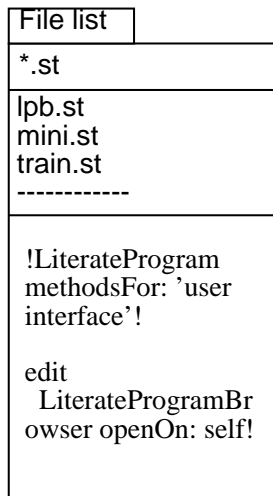 File list
*.st
lpb.st
mini.st
train.st
------------
!LiterateProgram
methodsFor: ’user
interface’!
edit
LiterateProgramBr
owser openOn: self!